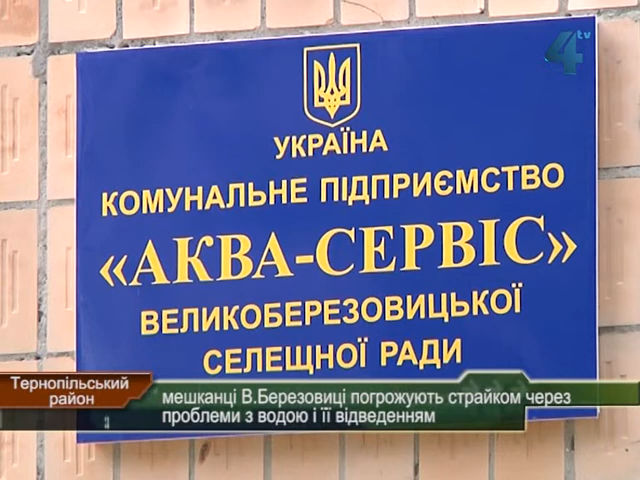 4tv
УКРАЇНА
КОМУНАЛЬНЕ ПІДПРИЄМСТВО
«АКВА-СЕРВІС»
ВЕЛИКОБЕРЕЗОВИЦЬКОЇ
СЕЛЕЩНОЇ РАДИ
Тернопільський
район
мешканці В.Березовиці погрожують страйком через
проблеми з водою і її відведенням